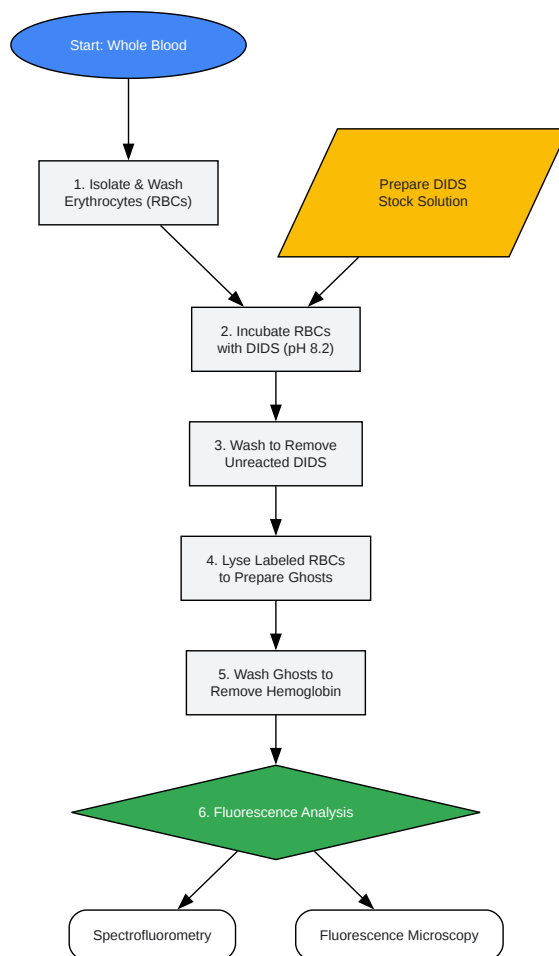 Start: Whole Blood
1. Isolate & Wash
Erythrocytes (RBCs)
Prepare DIDS
Stock Solution
2. Incubate RBCs
with DIDS (pH 8.2)
3. Wash to Remove
Unreacted DIDS
4. Lyse Labeled RBCs
to Prepare Ghosts
5. Wash Ghosts to
Remove Hemoglobin
6. Fluorescence Analysis
Spectrofluorometry
Fluorescence Microscopy